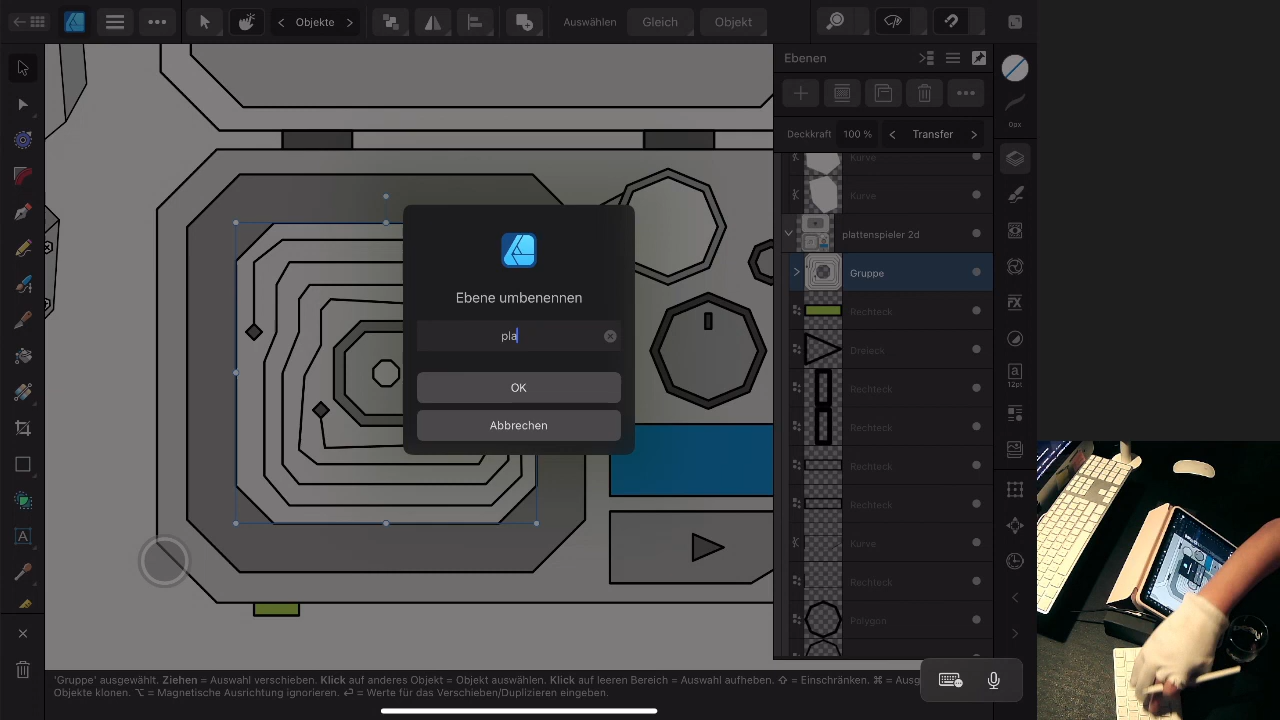 Objekte
Auswählen
Gleich
Objekt
Ebenen
Deckkraft 100 % Transfer
0px
Kurve
Kurve
plattenspieler 2d
Gruppe
Rechteck
Dreieck
Rechteck
Rechteck
Rechteck
Rechteck
Kurve
Rechteck
Polygon
FX
a
12pt
A
Ebene umbenennen
pla
OK
Abbrechen
'Gruppe' ausgewählt. Ziehen = Auswahl verschieben. Klick auf anderes Objekt = Objekt auswählen. Klick auf leeren Bereich = Auswahl aufheben. ⇧ = Einschränken. ⌘ = Ausg
Objekte klonen. ⌥ = Magnetische Ausrichtung ignorieren. ⏎ = Werte für das Verschieben/Duplizieren eingeben.